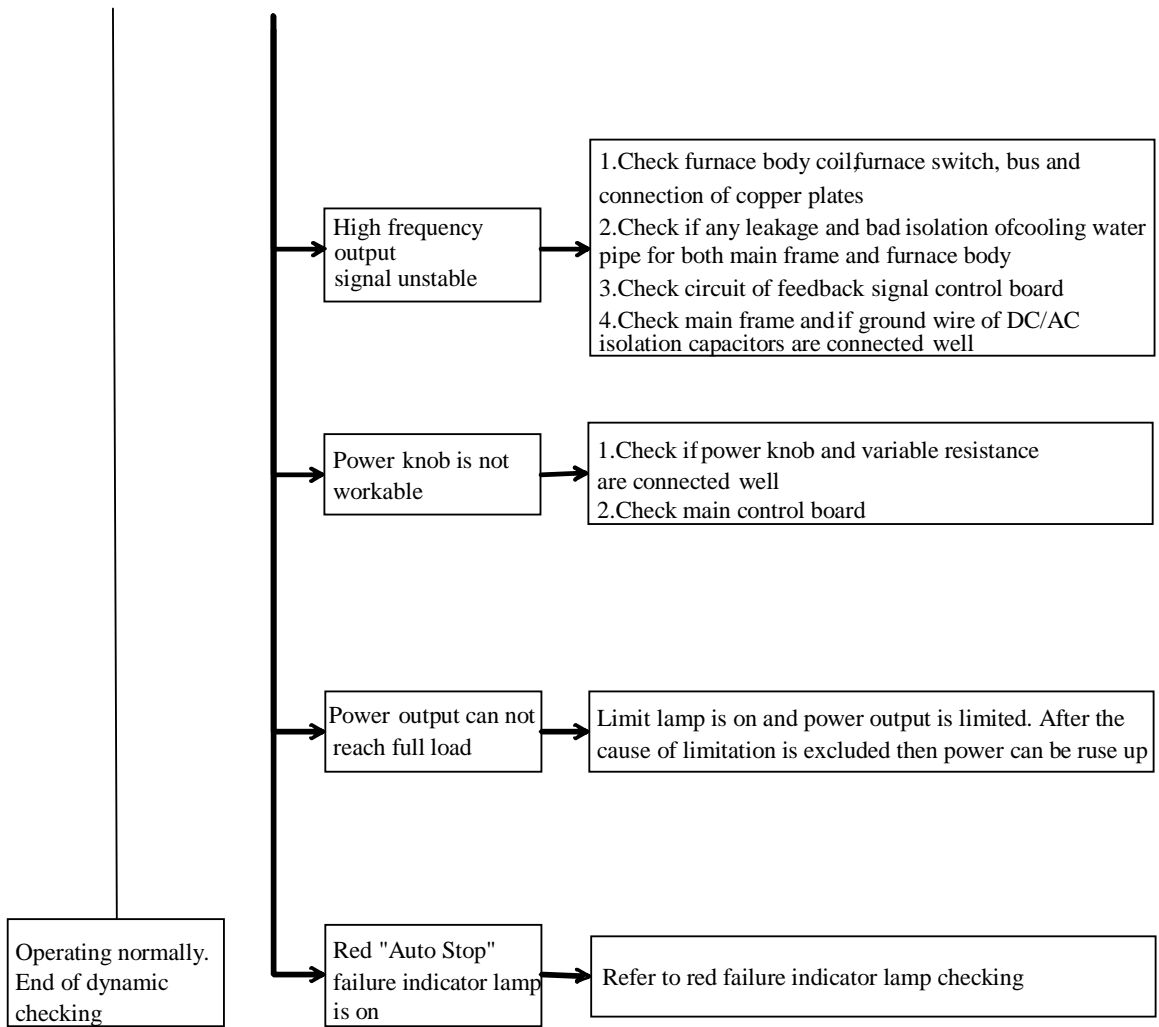 High frequency
output
signal unstable
1.Check furnace body coil,furnace switch, bus and
connection of copper plates
2.Check if any leakage and bad isolation ofcooling water
pipe for both main frame and furnace body
3.Check circuit of feedback signal control board
4.Check main frame and if ground wire of DC/AC
isolation capacitors are connected well
Power knob is not
workable
1.Check if power knob and variable resistance
are connected well
2.Check main control board
Power output can not
reach full load
Limit lamp is on and power output is limited. After the
cause of limitation is excluded then power can be ruse up
Operating normally.
End of dynamic
checking
Red "Auto Stop"
failure indicator lamp
is on
Refer to red failure indicator lamp checking